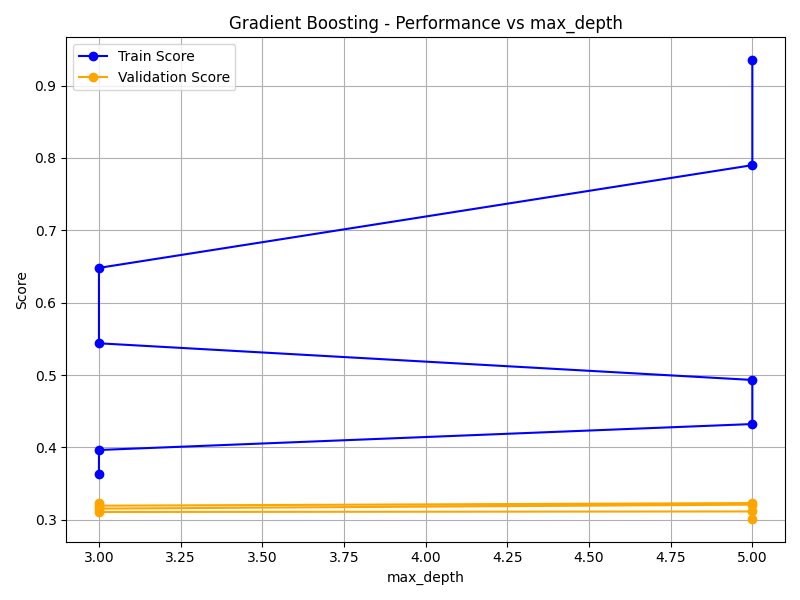 Gradient Boosting - Performance vs max_depth
Train Score
Validation Score
0.9
0.8
0.7
0.6
0.5
0.4
0.3
Score
3.00 3.25 3.50 3.75 4.00 4.25 4.50 4.75 5.00
max_depth